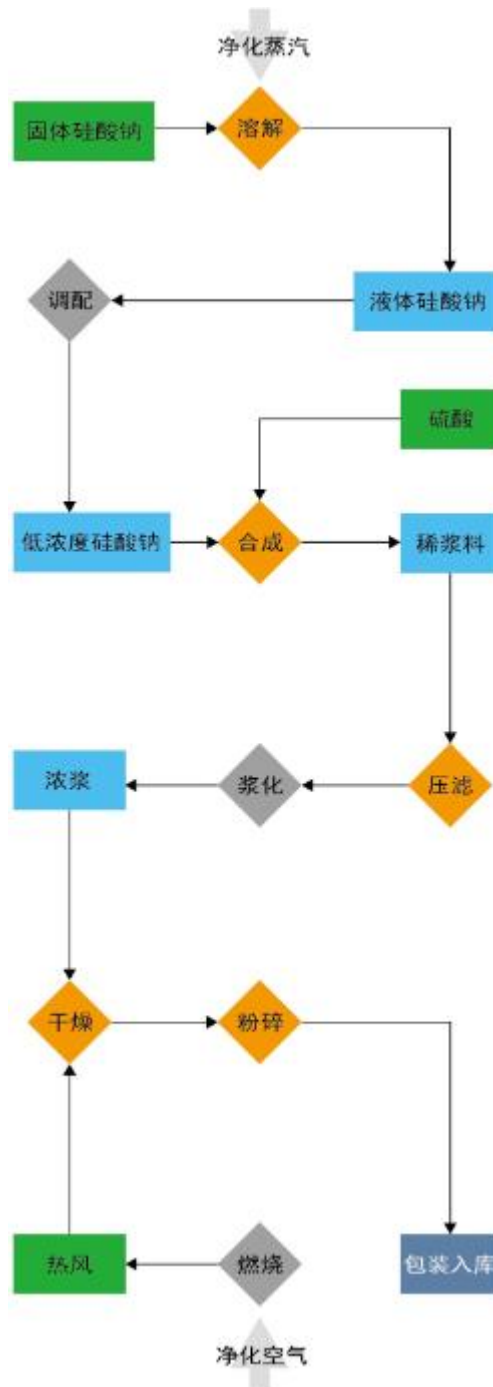 净化蒸汽
固体硅酸钠
溶解
调配
液体硅酸钠
硫酸
低浓度硅酸钠
合成
稀浆料
浓浆
浆化
压滤
干燥
粉碎
热风
燃烧
包装入库
净化空气